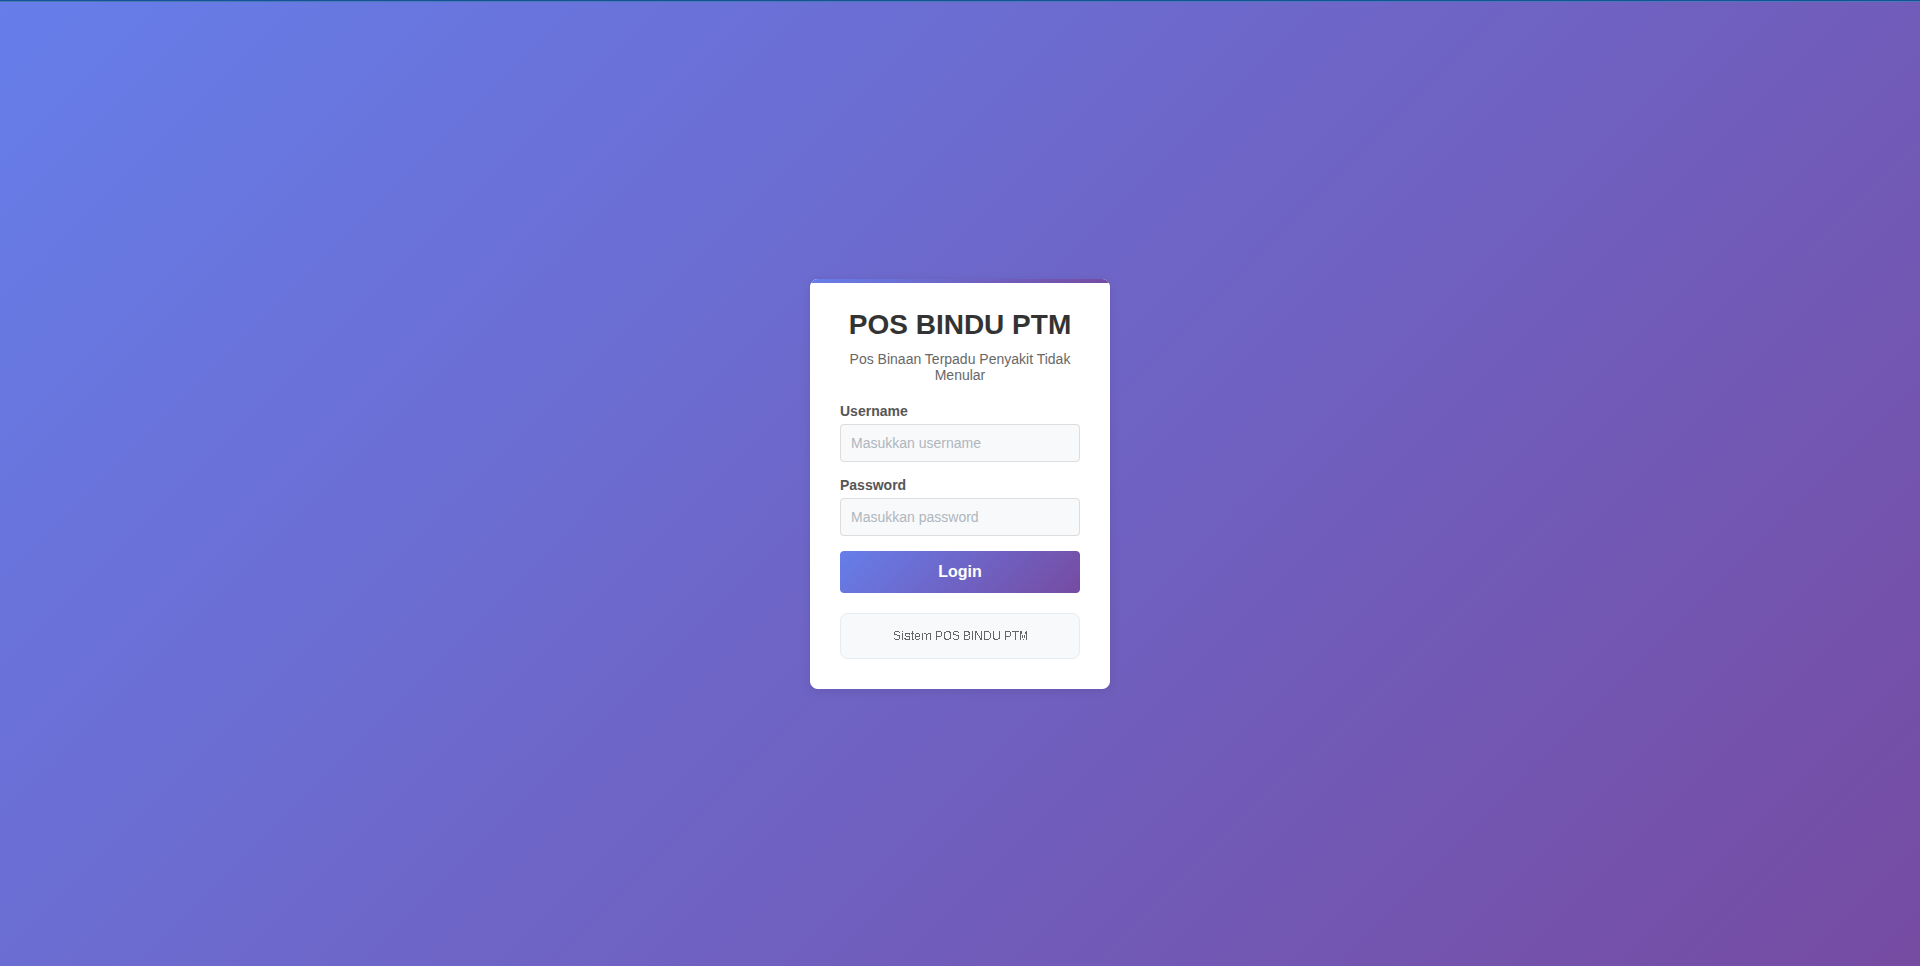 POS BINDU PTM
Pos Binaan Terpadu Penyakit Tidak
Menular
Username
Masukkan username
Password
Masukkan password
Login
Sistem POS BINDU PTM